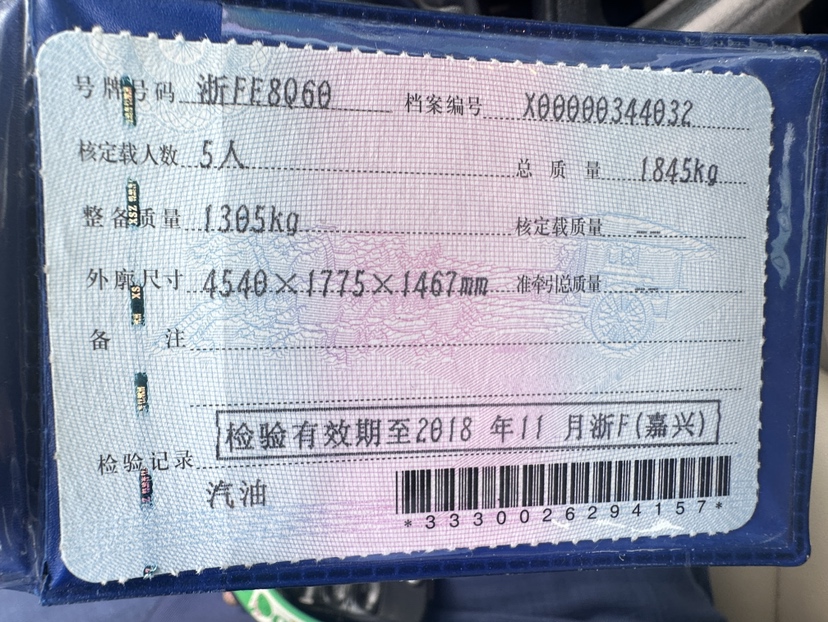 号牌号码 浙FE8Q60 档案编号 X00000344032
核定载人数 5人 总质量 1845kg
整备质量 1305kg 核定载质量 --
外廓尺寸 4540×1775×1467mm 准牵引总质量 --
备注
检验有效期至2018年11月浙F(嘉兴)
检验记录
汽油
*3330026294157*